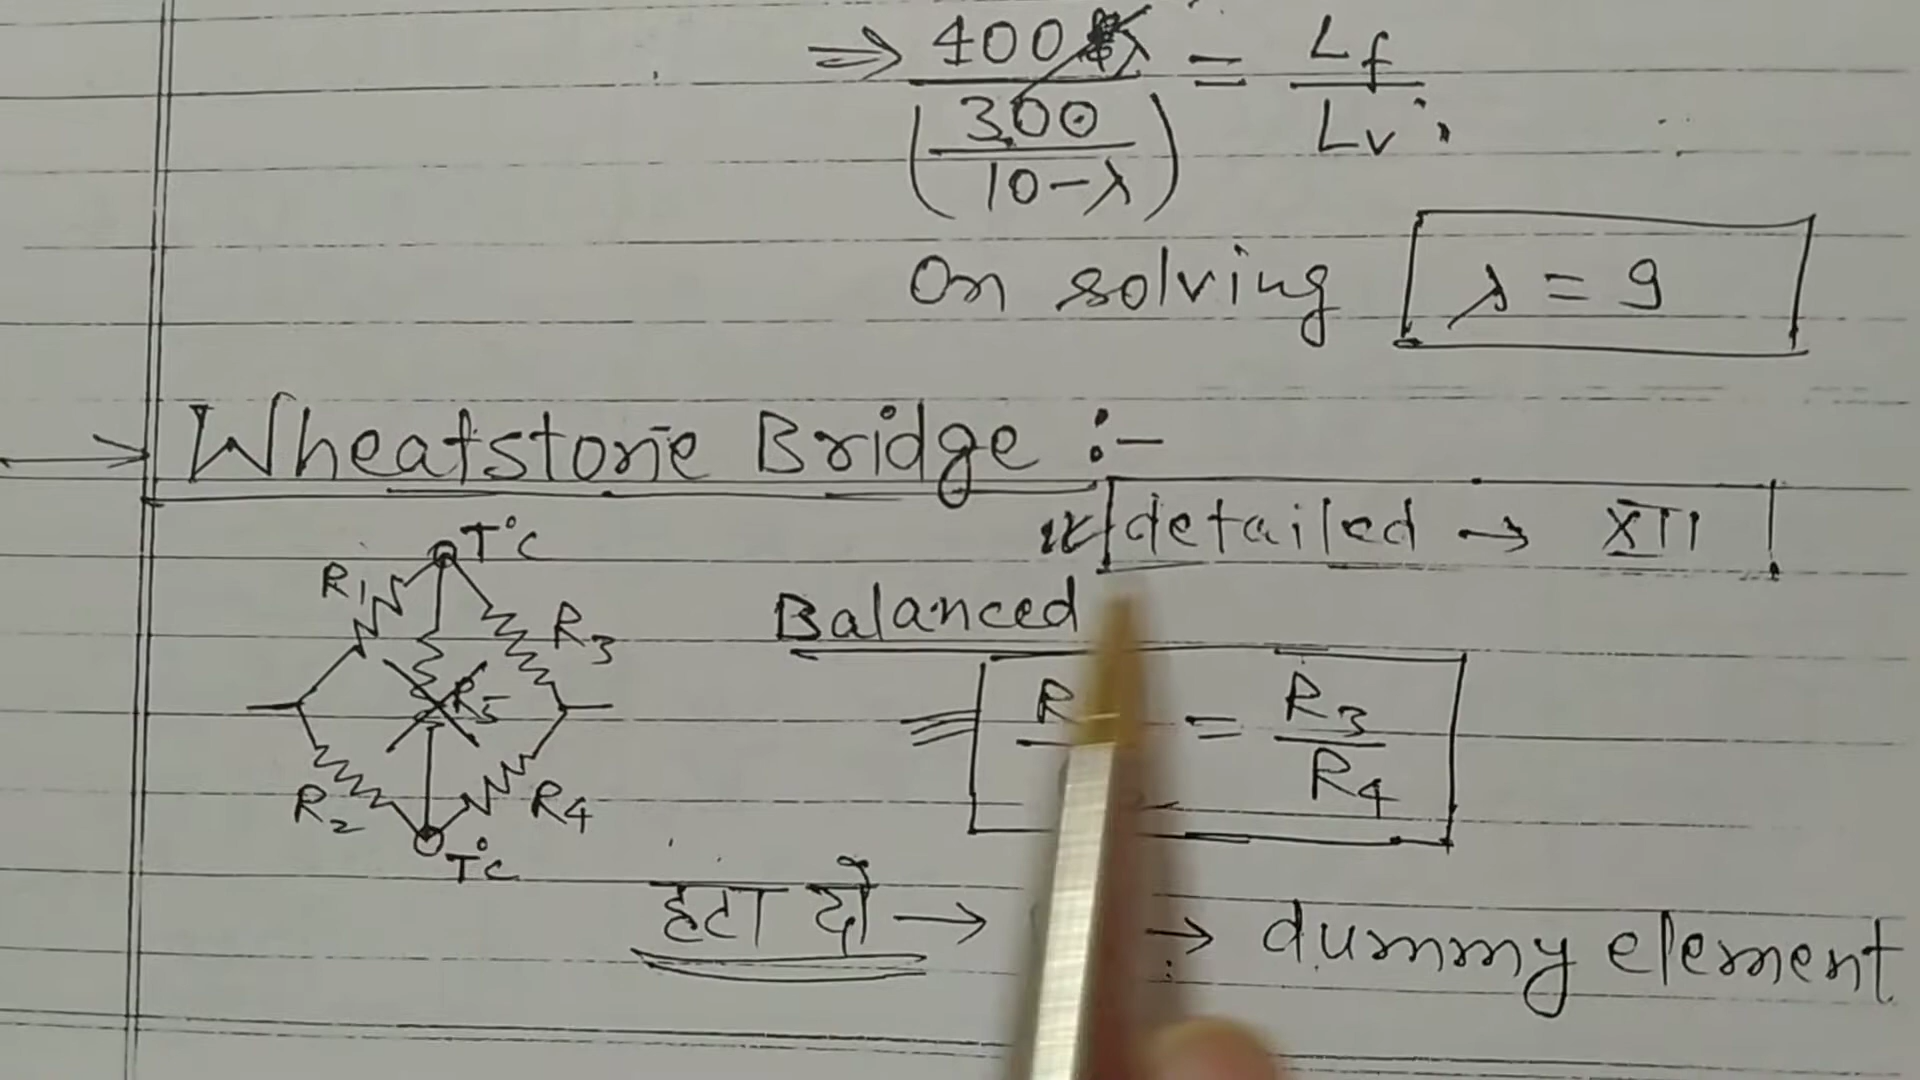 ⇒ 400 λ = Lf
(300 / 10-λ) Lv
On solving λ = 9
→ Wheatstone Bridge :-
detailed → XII
T°C
R1
R3
R5
R2
R4
T°C
Balanced
= R3
R4
हटा दो → → dummy element